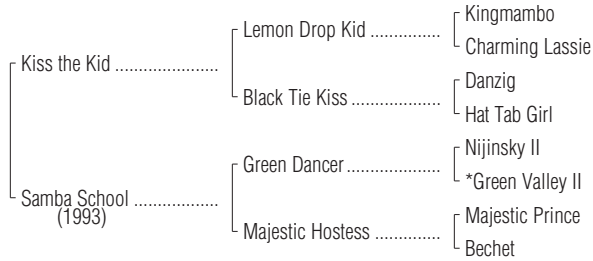 Kingmambo
Lemon Drop Kid ...............
Charming Lassie
Kiss the Kid ......................
Danzig
Black Tie Kiss ..................
Hat Tab Girl
Nijinsky II
Green Dancer ...................
*Green Valley II
Samba School ..................
(1993)
Majestic Prince
Majestic Hostess .............
Bechet